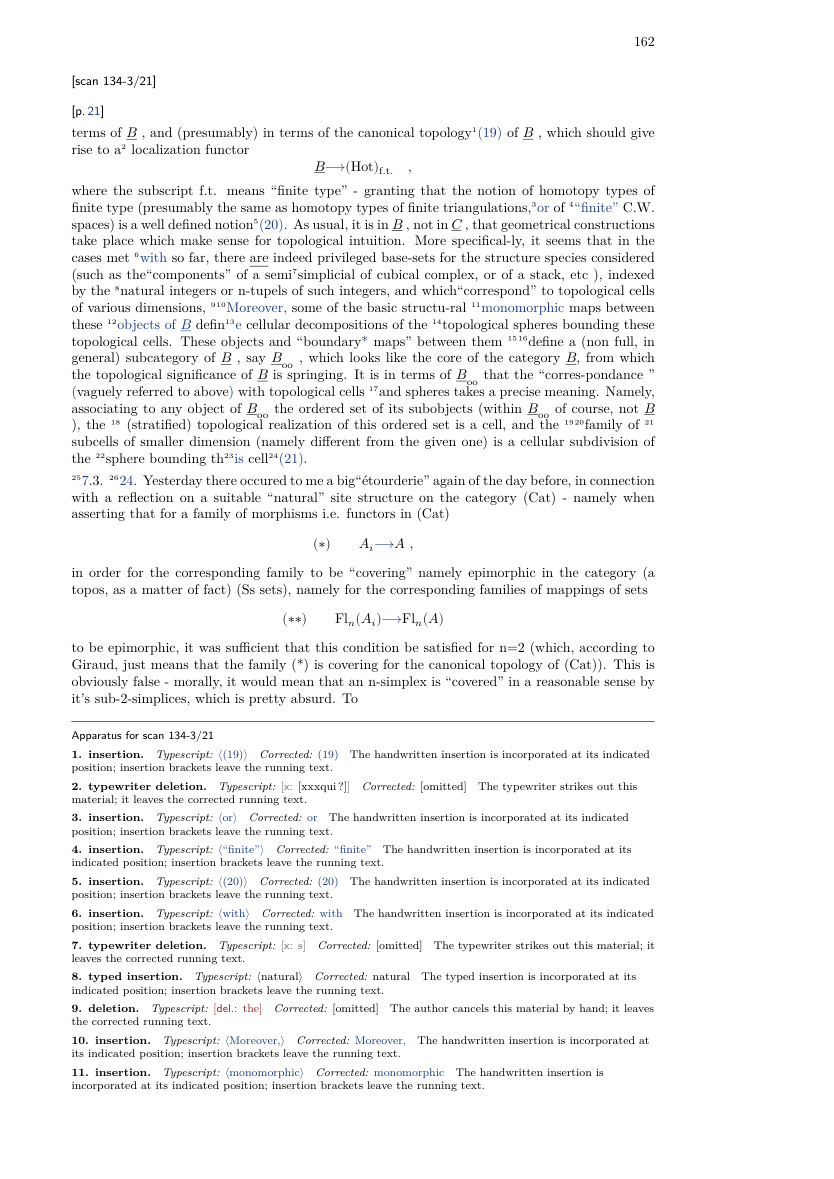 162
[scan 134-3/21]
[p. 21]
terms of B , and (presumably) in terms of the canonical topology¹(19) of B , which should give
rise to a² localization functor
B⟶(Hot)f.t. ,
where the subscript f.t. means “finite type” - granting that the notion of homotopy types of
finite type (presumably the same as homotopy types of finite triangulations,³or of ⁴“finite” C.W.
spaces) is a well defined notion⁵(20). As usual, it is in B , not in C , that geometrical constructions
take place which make sense for topological intuition. More specifical-ly, it seems that in the
cases met ⁶with so far, there are indeed privileged base-sets for the structure species considered
(such as the“components” of a semi⁷simplicial of cubical complex, or of a stack, etc ), indexed
by the ⁸natural integers or n-tupels of such integers, and which“correspond” to topological cells
of various dimensions, ⁹¹⁰Moreover, some of the basic structu-ral ¹¹monomorphic maps between
these ¹²objects of B defin¹³e cellular decompositions of the ¹⁴topological spheres bounding these
topological cells. These objects and “boundary* maps” between them ¹⁵¹⁶define a (non full, in
general) subcategory of B , say Boo , which looks like the core of the category B, from which
the topological significance of B is springing. It is in terms of Boo that the “corres-pondance ”
(vaguely referred to above) with topological cells ¹⁷and spheres takes a precise meaning. Namely,
associating to any object of Boo the ordered set of its subobjects (within Boo of course, not B
), the ¹⁸ (stratified) topological realization of this ordered set is a cell, and the ¹⁹²⁰family of ²¹
subcells of smaller dimension (namely different from the given one) is a cellular subdivision of
the ²²sphere bounding th²³is cell²⁴(21).
²⁵7.3. ²⁶24. Yesterday there occured to me a big“étourderie” again of the day before, in connection
with a reflection on a suitable “natural” site structure on the category (Cat) - namely when
asserting that for a family of morphisms i.e. functors in (Cat)
(∗) Ai⟶A ,
in order for the corresponding family to be “covering” namely epimorphic in the category (a
topos, as a matter of fact) (Ss sets), namely for the corresponding families of mappings of sets
(∗∗) Fln(Ai)⟶Fln(A)
to be epimorphic, it was sufficient that this condition be satisfied for n=2 (which, according to
Giraud, just means that the family (*) is covering for the canonical topology of (Cat)). This is
obviously false - morally, it would mean that an n-simplex is “covered” in a reasonable sense by
it’s sub-2-simplices, which is pretty absurd. To
Apparatus for scan 134-3/21
1. insertion. Typescript: ⟨(19)⟩ Corrected: (19) The handwritten insertion is incorporated at its indicated
position; insertion brackets leave the running text.
2. typewriter deletion. Typescript: [x: [xxxqui ?]] Corrected: [omitted] The typewriter strikes out this
material; it leaves the corrected running text.
3. insertion. Typescript: ⟨or⟩ Corrected: or The handwritten insertion is incorporated at its indicated
position; insertion brackets leave the running text.
4. insertion. Typescript: ⟨“finite”⟩ Corrected: “finite” The handwritten insertion is incorporated at its
indicated position; insertion brackets leave the running text.
5. insertion. Typescript: ⟨(20)⟩ Corrected: (20) The handwritten insertion is incorporated at its indicated
position; insertion brackets leave the running text.
6. insertion. Typescript: ⟨with⟩ Corrected: with The handwritten insertion is incorporated at its indicated
position; insertion brackets leave the running text.
7. typewriter deletion. Typescript: [x: s] Corrected: [omitted] The typewriter strikes out this material; it
leaves the corrected running text.
8. typed insertion. Typescript: ⟨natural⟩ Corrected: natural The typed insertion is incorporated at its
indicated position; insertion brackets leave the running text.
9. deletion. Typescript: [del.: the] Corrected: [omitted] The author cancels this material by hand; it leaves
the corrected running text.
10. insertion. Typescript: ⟨Moreover,⟩ Corrected: Moreover, The handwritten insertion is incorporated at
its indicated position; insertion brackets leave the running text.
11. insertion. Typescript: ⟨monomorphic⟩ Corrected: monomorphic The handwritten insertion is
incorporated at its indicated position; insertion brackets leave the running text.